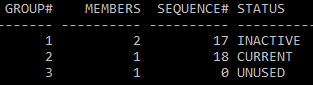 GROUP# MEMBERS SEQUENCE# STATUS
------- ---------- ---------- --------
1 2 17 INACTIVE
2 1 18 CURRENT
3 1 0 UNUSED